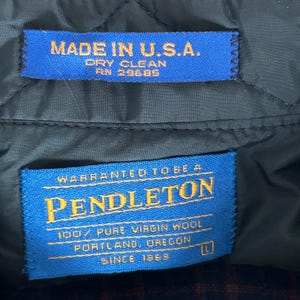 MADE IN U.S.A.
DRY CLEAN
RN 29685
WARRANTED TO BE A
PENDLETON
100% PURE VIRGIN WOOL
PORTLAND, OREGON
SINCE 1863
L